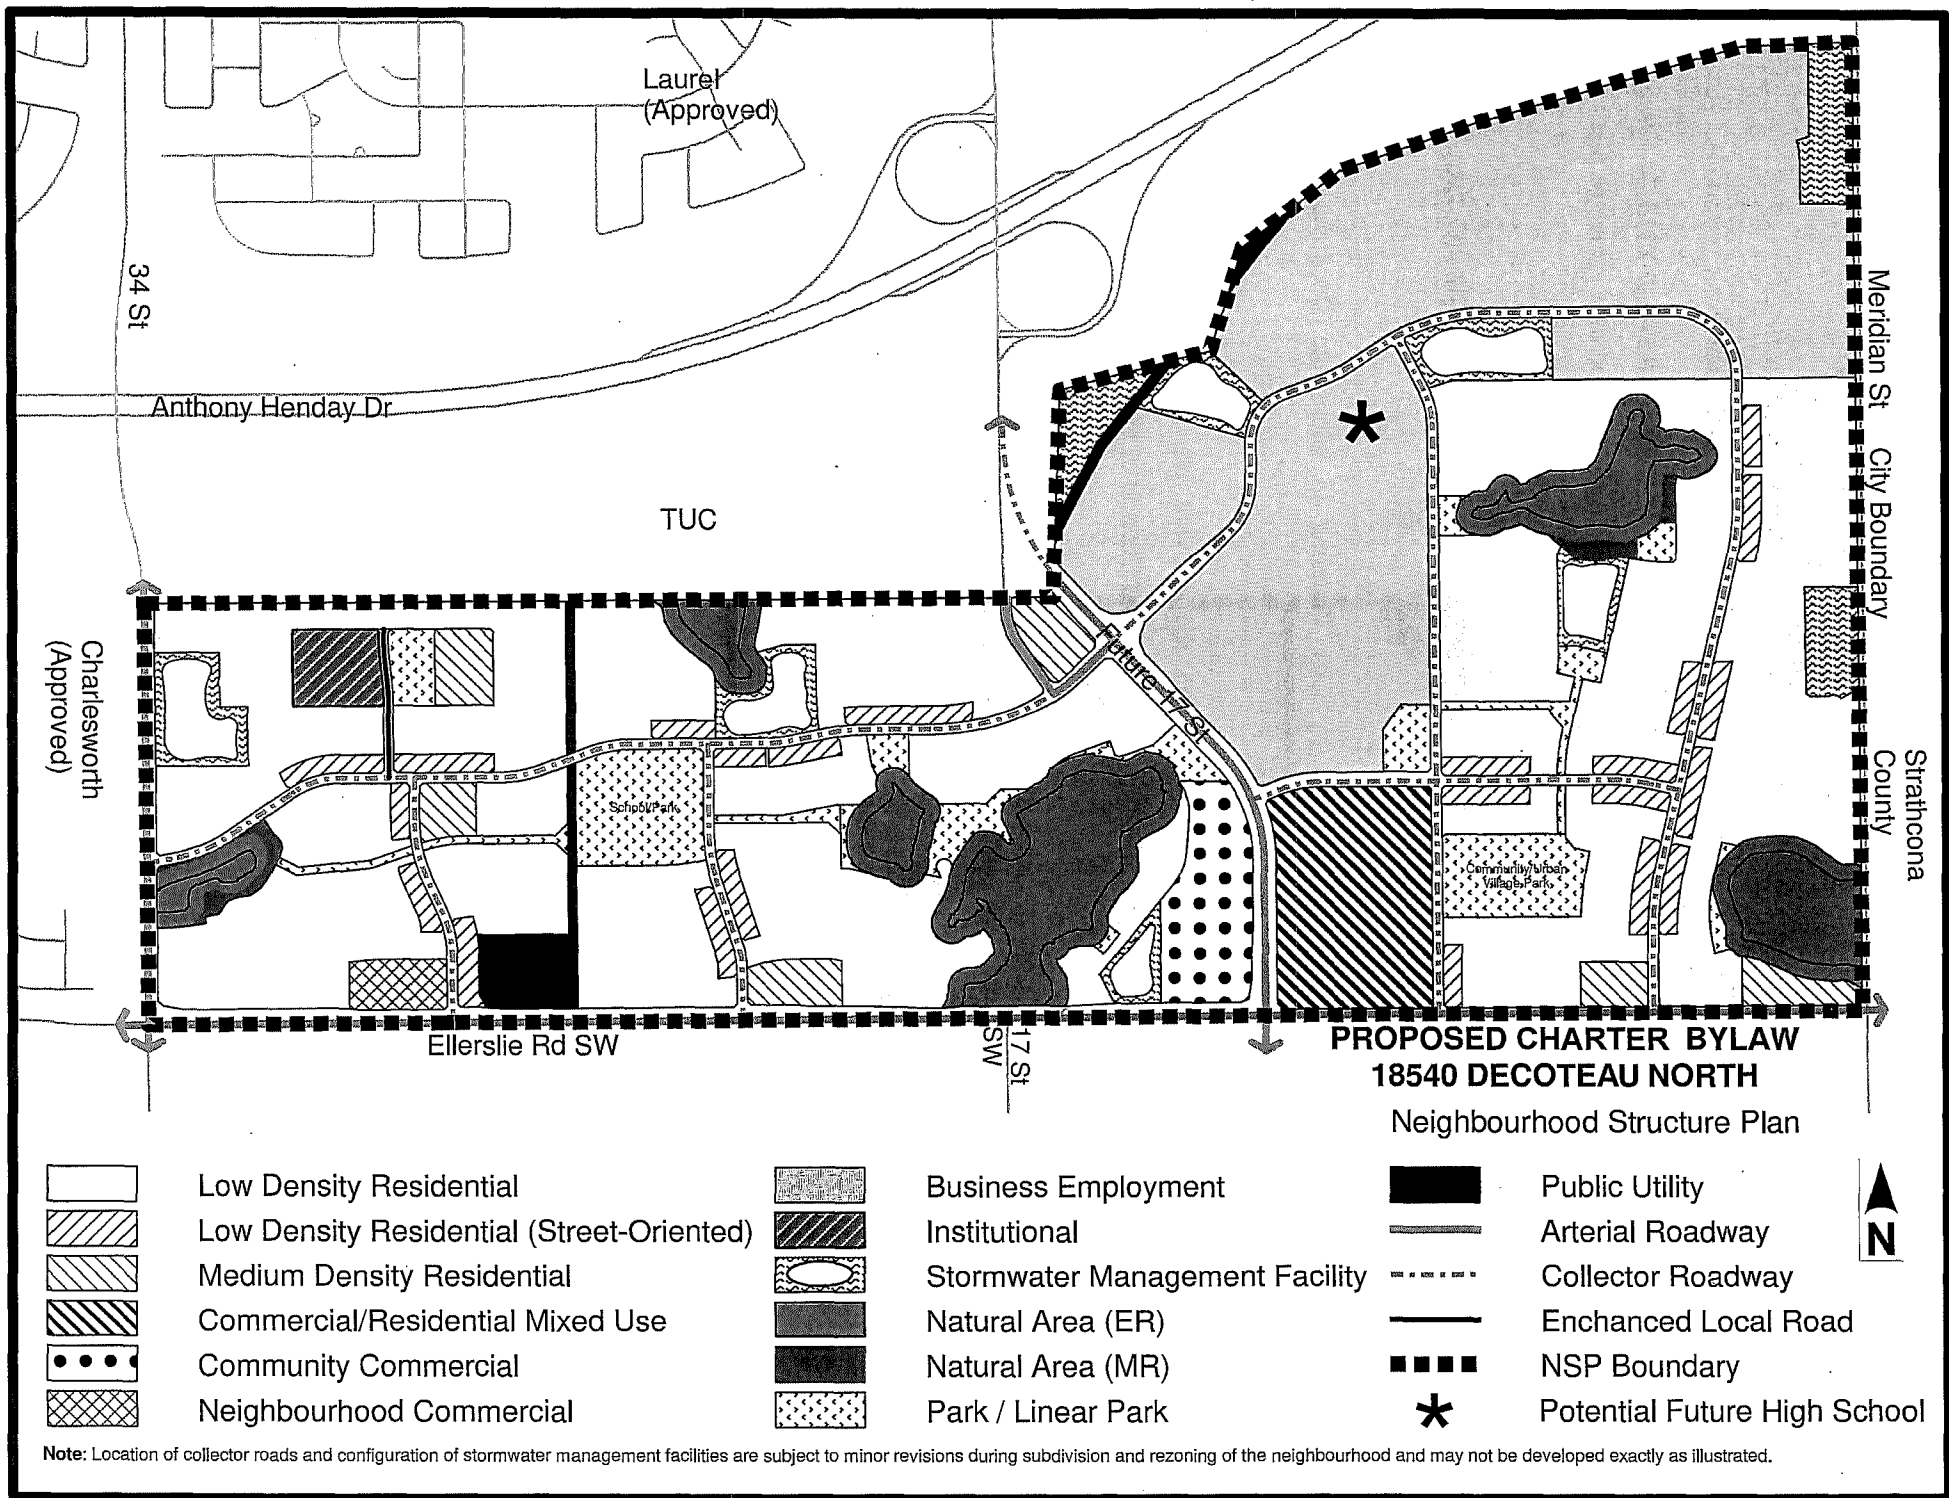 Laurel
(Approved)
34 St
Anthony Henday Dr
TUC
Meridian St
City Boundary
Strathcona
County
Charlesworth
(Approved)
Future 17 St
School/Park
Community/Urban
Village Park
Ellerslie Rd SW
17 St
SW
PROPOSED CHARTER BYLAW
18540 DECOTEAU NORTH
Neighbourhood Structure Plan
Low Density Residential
Low Density Residential (Street-Oriented)
Medium Density Residential
Commercial/Residential Mixed Use
Community Commercial
Neighbourhood Commercial
Business Employment
Institutional
Stormwater Management Facility
Natural Area (ER)
Natural Area (MR)
Park / Linear Park
Public Utility
Arterial Roadway
Collector Roadway
Enchanced Local Road
NSP Boundary
Potential Future High School
N
Note: Location of collector roads and configuration of stormwater management facilities are subject to minor revisions during subdivision and rezoning of the neighbourhood and may not be developed exactly as illustrated.